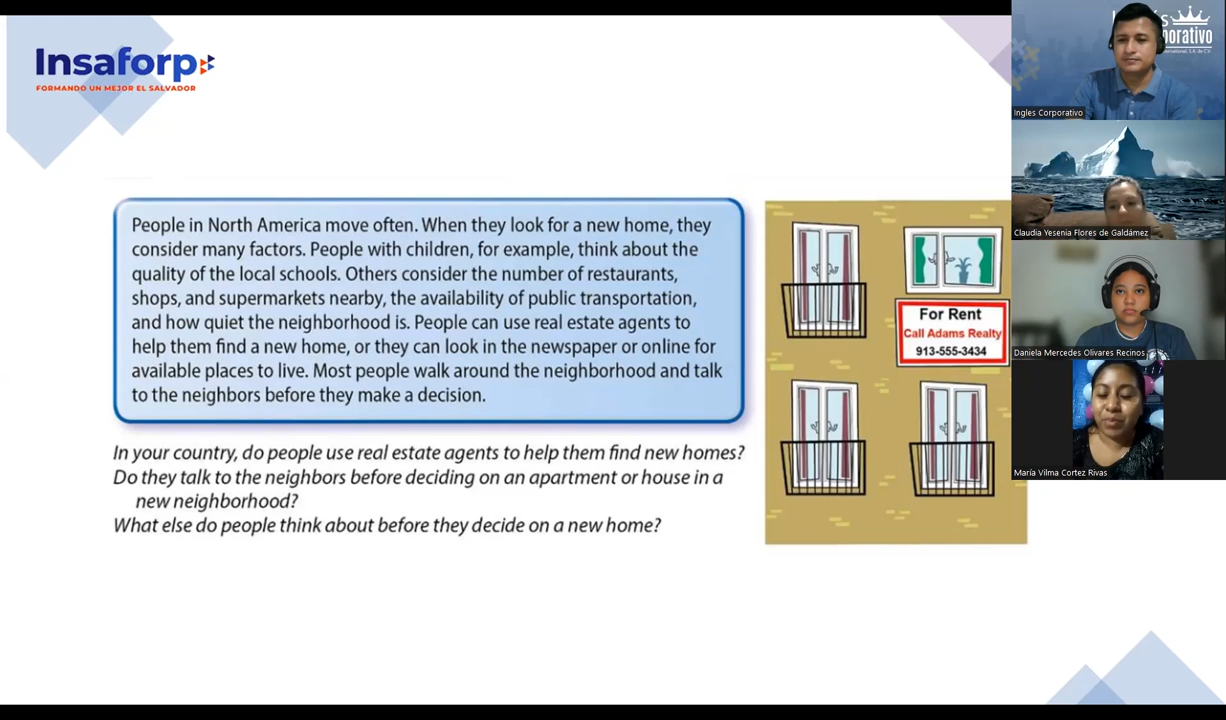 Insaforp
FORMANDO UN MEJOR EL SALVADOR
People in North America move often. When they look for a new home, they
consider many factors. People with children, for example, think about the
quality of the local schools. Others consider the number of restaurants,
shops, and supermarkets nearby, the availability of public transportation,
and how quiet the neighborhood is. People can use real estate agents to
help them find a new home, or they can look in the newspaper or online for
available places to live. Most people walk around the neighborhood and talk
to the neighbors before they make a decision.
In your country, do people use real estate agents to help them find new homes?
Do they talk to the neighbors before deciding on an apartment or house in a
new neighborhood?
What else do people think about before they decide on a new home?
For Rent
Call Adams Realty
913-555-3434
Ingles Corporativo
Claudia Yesenia Flores de Galdámez
Daniela Mercedes Olivares Recinos
María Vilma Cortez Rivas